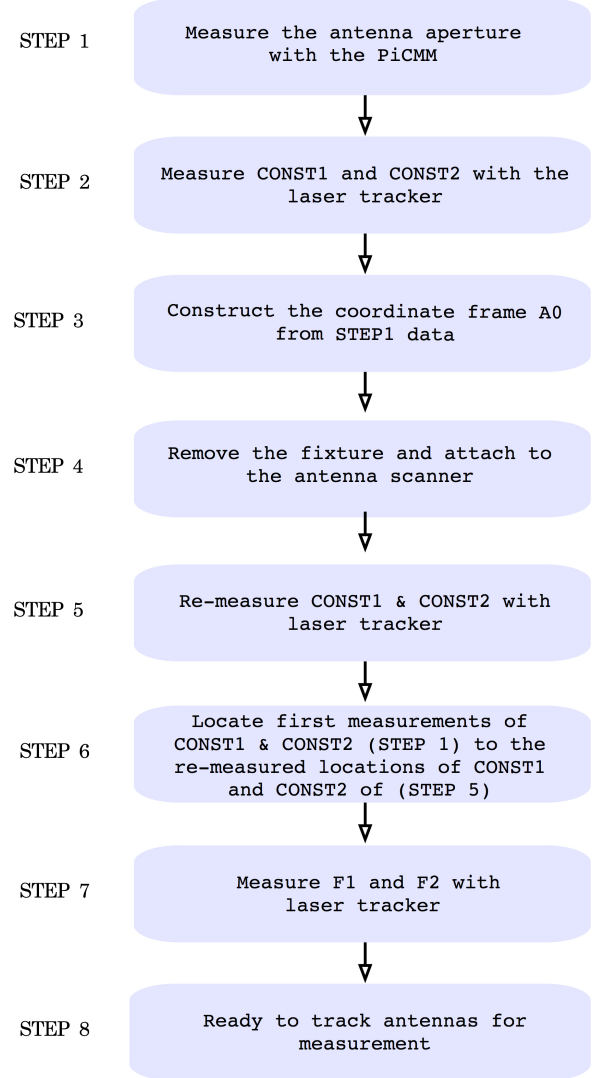 STEP 1
Measure the antenna aperture
with the PiCMM
STEP 2
Measure CONST1 and CONST2 with the
laser tracker
STEP 3
Construct the coordinate frame A0
from STEP1 data
STEP 4
Remove the fixture and attach to
the antenna scanner
STEP 5
Re-measure CONST1 & CONST2 with
laser tracker
STEP 6
Locate first measurements of
CONST1 & CONST2 (STEP 1) to the
re-measured locations of CONST1
and CONST2 of (STEP 5)
STEP 7
Measure F1 and F2 with
laser tracker
STEP 8
Ready to track antennas for
measurement